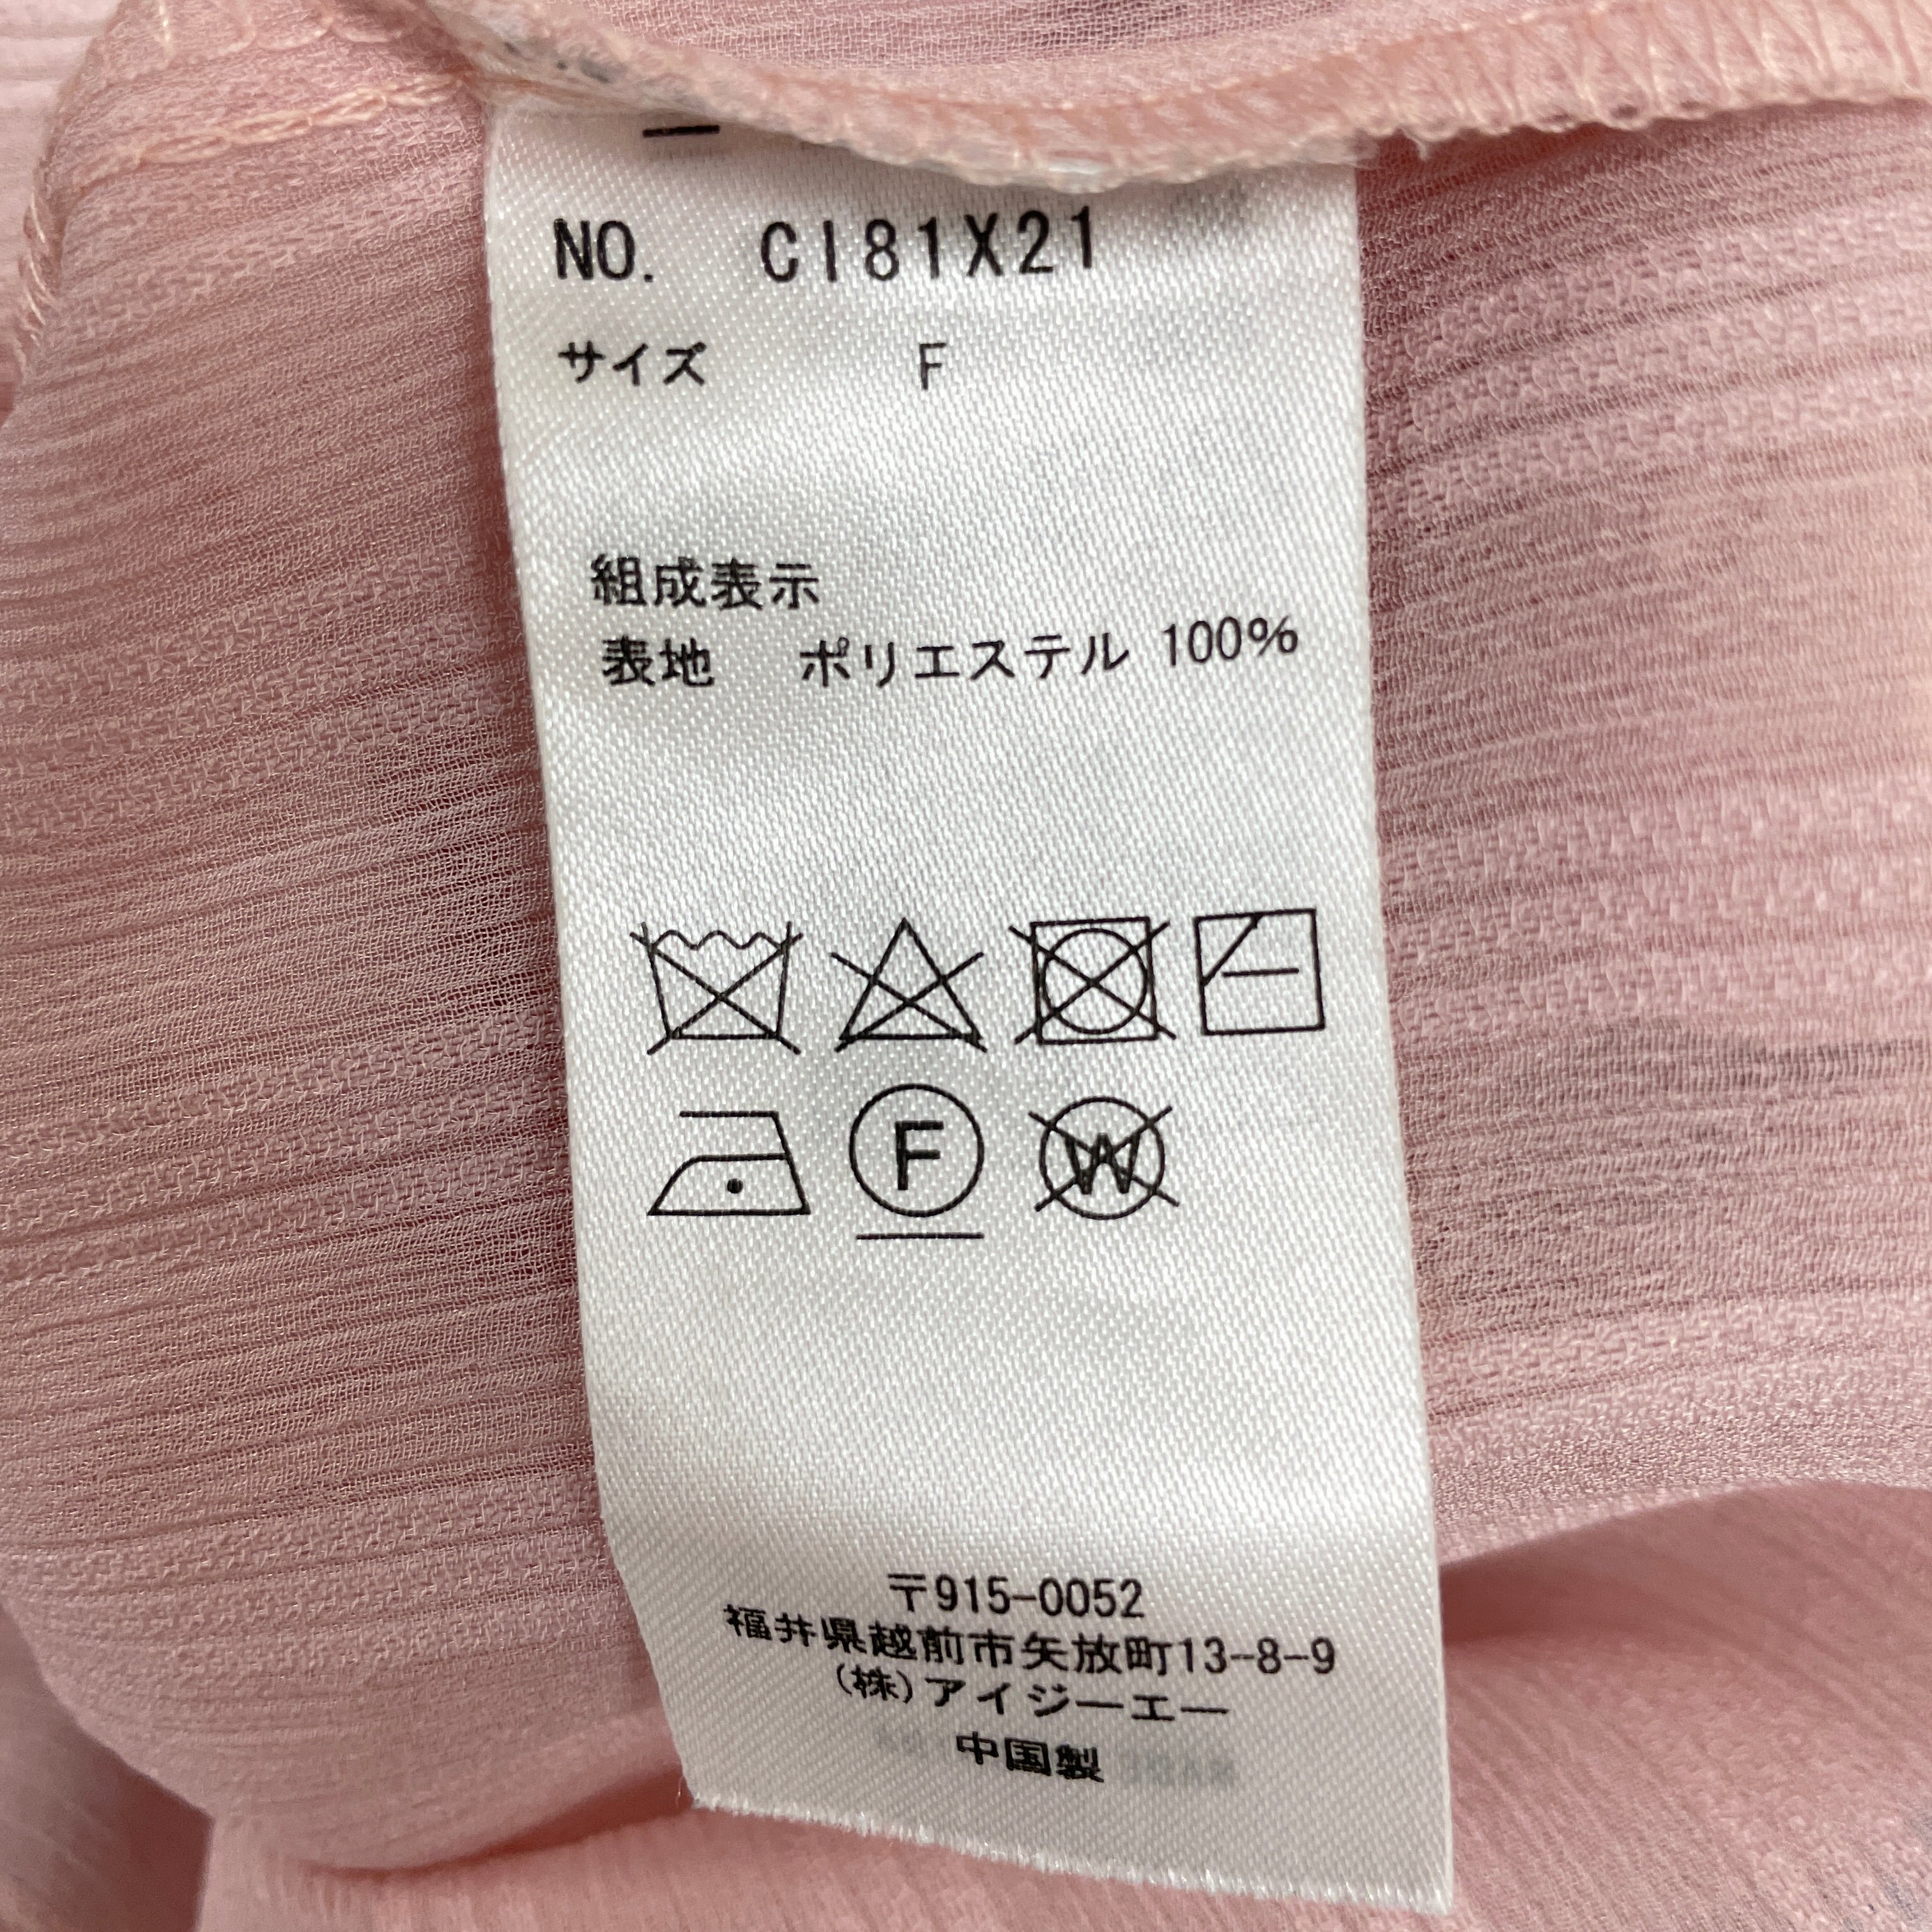 NO. CI81X21
サイズ F
組成表示
表地 ポリエステル 100%
F
W
〒915-0052
福井県越前市矢放町13-8-9
(株)アイジーエー
中国製